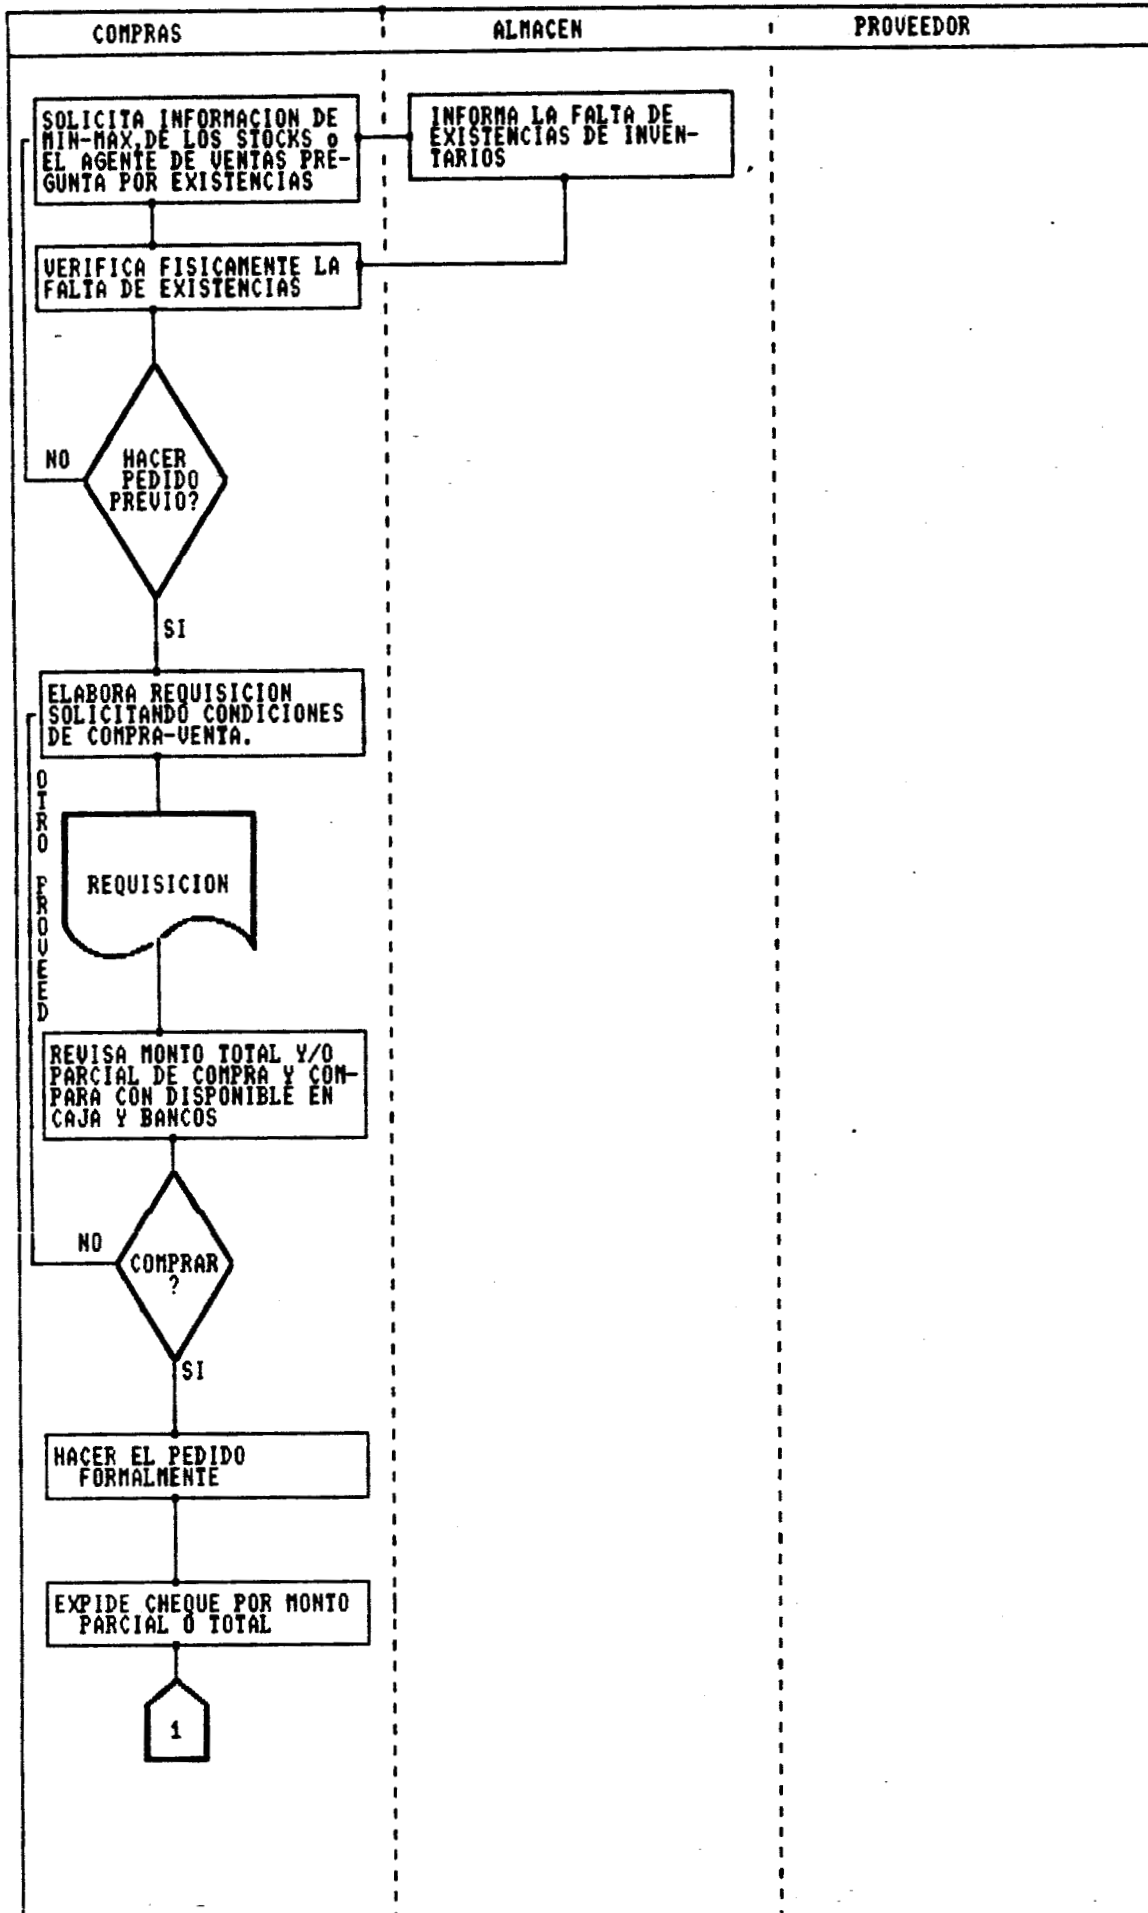 COMPRAS
ALMACEN
PROVEEDOR
SOLICITA INFORMACION DE
MIN-MAX,DE LOS STOCKS o
EL AGENTE DE VENTAS PRE-
GUNTA POR EXISTENCIAS
INFORMA LA FALTA DE
EXISTENCIAS DE INVEN-
TARIOS
VERIFICA FISICAMENTE LA
FALTA DE EXISTENCIAS
NO
HACER
PEDIDO
PREVIO?
SI
ELABORA REQUISICION
SOLICITANDO CONDICIONES
DE COMPRA-VENTA.
OTRO PROVEED
REQUISICION
REVISA MONTO TOTAL Y/O
PARCIAL DE COMPRA Y COM-
PARA CON DISPONIBLE EN
CAJA Y BANCOS
NO
COMPRAR
?
SI
HACER EL PEDIDO
FORMALMENTE
EXPIDE CHEQUE POR MONTO
PARCIAL O TOTAL
1